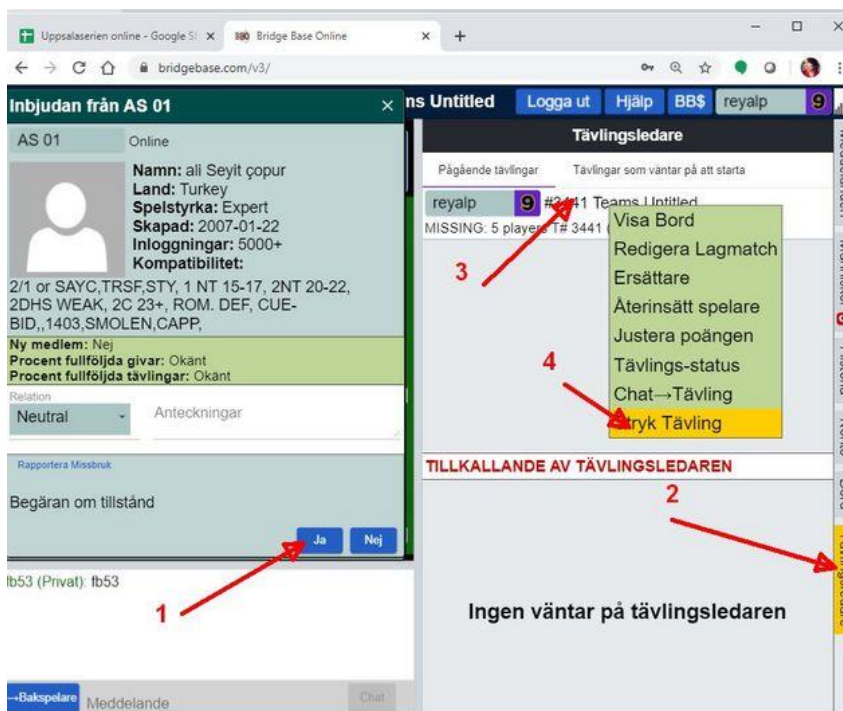 Uppsalaserien online - Google S
Bridge Base Online
bridgebase.com/v3/
Inbjudan från AS 01
ns Untitled
Logga ut
Hjälp
BB$
reyalp
9
AS 01
Online
Namn: ali Seyit çopur
Land: Turkey
Spelstyrka: Expert
Skapad: 2007-01-22
Inloggningar: 5000+
Kompatibilitet:
2/1 or SAYC,TRSF,STY, 1 NT 15-17, 2NT 20-22,
2DHS WEAK, 2C 23+, ROM. DEF, CUE-
BID,,1403,SMOLEN,CAPP,
Ny medlem: Nej
Procent fullföljda givar: Okänt
Procent fullföljda tävlingar: Okänt
Relation
Neutral
Anteckningar
Rapportera Missbruk
Begäran om tillstånd
Ja
Nej
1
fb53 (Privat): fb53
→Bakspelare
Meddelande
Chat
Tävlingsledare
Pågående tävlingar
Tävlingar som väntar på att starta
reyalp
9
#3441 Teams Untitled
MISSING: 5 players T# 3441 (
3
Visa Bord
Redigera Lagmatch
Ersättare
Återinsätt spelare
Justera poängen
Tävlings-status
Chat→Tävling
4
Stryk Tävling
TILLKALLANDE AV TÄVLINGSLEDAREN
2
Ingen väntar på tävlingsledaren
Tävlingsledare